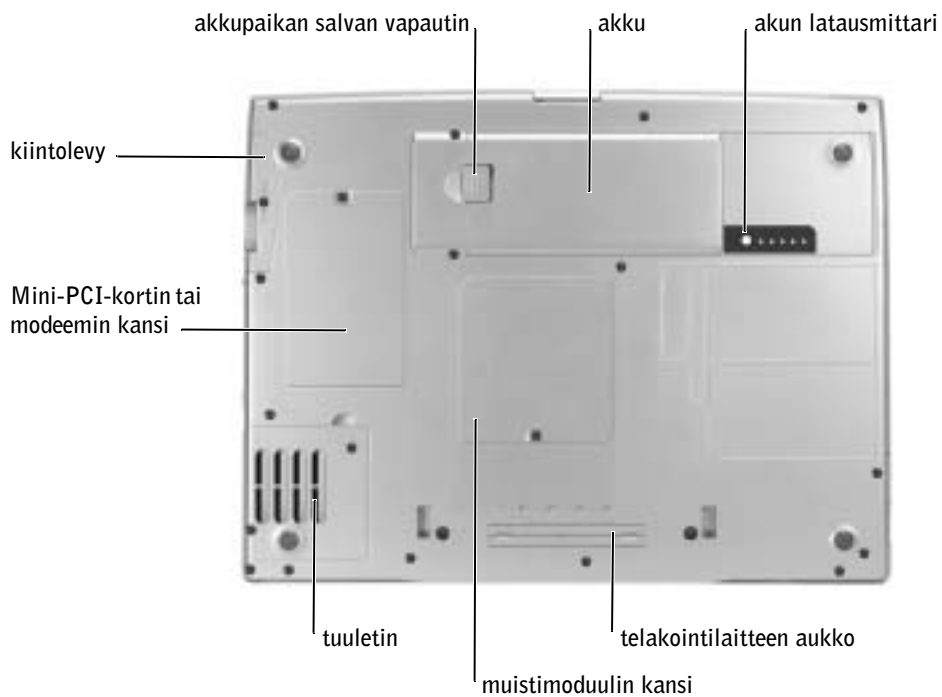 akkupaikan salvan vapautin
akku
akun latausmittari
kiintolevy
Mini-PCI-kortin tai
modeemin kansi
tuuletin
telakointilaitteen aukko
muistimoduulin kansi